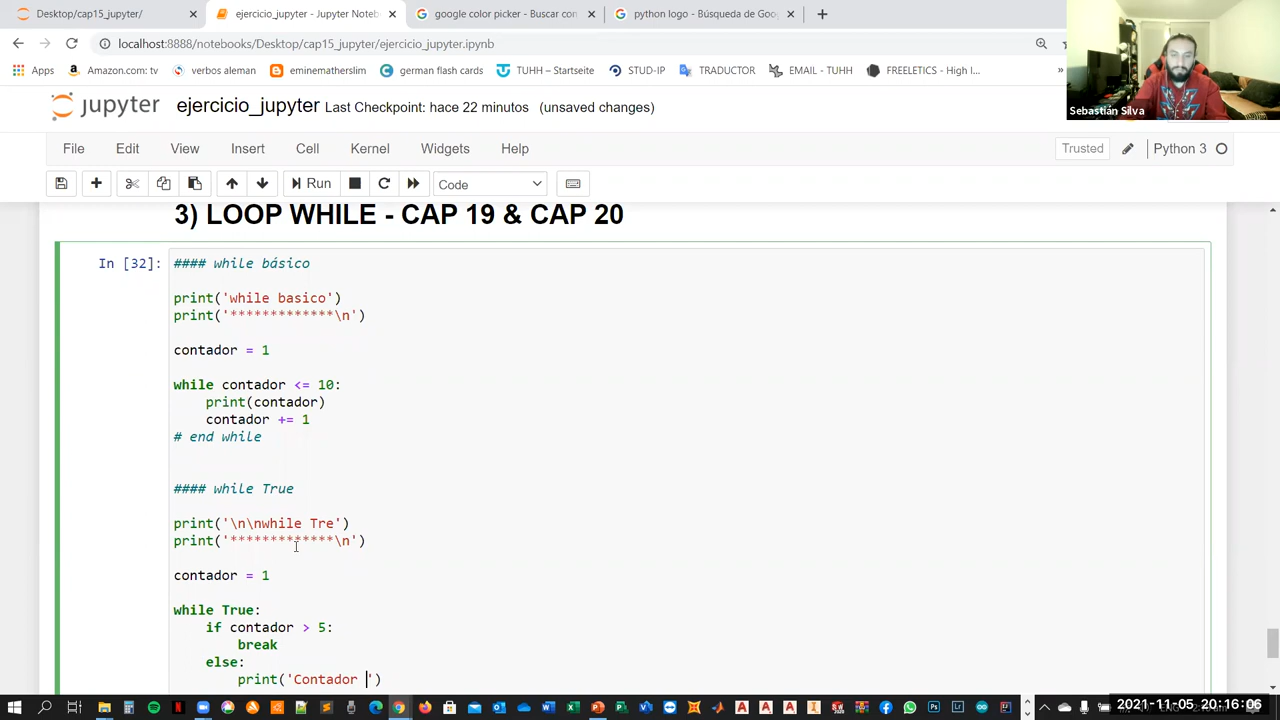 Desktop/cap15_jupyter/
ejercicio_jupyter - Jupyter Noteb
google color picker - Buscar con
python logo - Búsqueda de Goo
localhost:8888/notebooks/Desktop/cap15_jupyter/ejercicio_jupyter.ipynb
Apps
Amazon.com: tv
verbos aleman
eminematherslim
german flash cards
TUHH – Startseite
STUD-IP
TRADUCTOR
EMAIL - TUHH
FREELETICS - High I...
»
Sebastián Silva
jupyter
ejercicio_jupyter Last Checkpoint: hace 22 minutos (unsaved changes)
File Edit View Insert Cell Kernel Widgets Help
Trusted
Python 3
Run
Code
3) LOOP WHILE - CAP 19 & CAP 20
In [32]:
#### while básico
print('while basico')
print('*************\n')
contador = 1
while contador <= 10:
print(contador)
contador += 1
# end while
#### while True
print('\n\nwhile Tre')
print('*************\n')
contador = 1
while True:
if contador > 5:
break
else:
print('Contador ')
2021-11-05 20:16:06